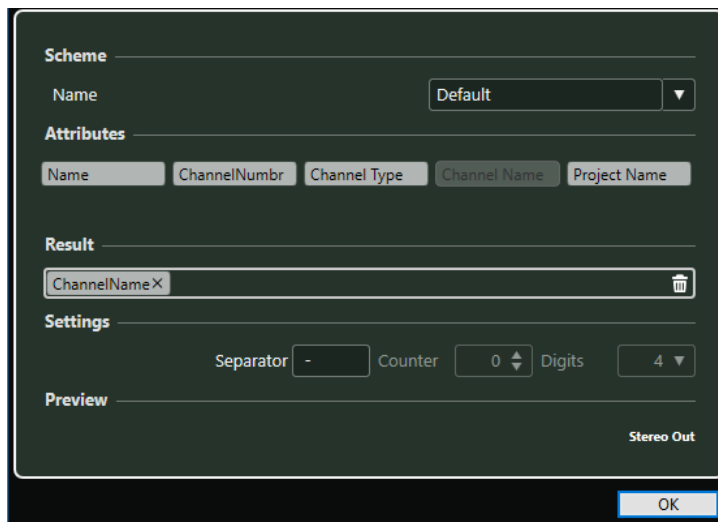 Scheme
Name Default
Attributes
Name ChannelNumbr Channel Type Channel Name Project Name
Result
ChannelName×
Settings
Separator - Counter 0 Digits 4
Preview
Stereo Out
OK